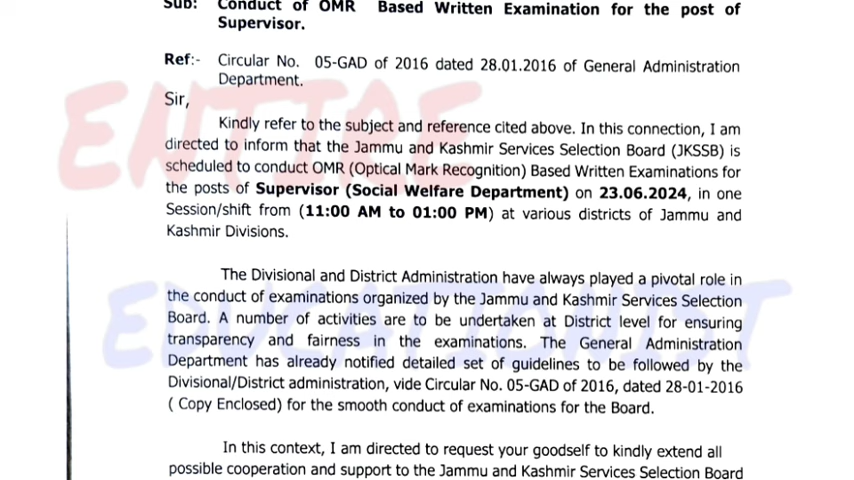 Sub: Conduct of OMR Based Written Examination for the post of
Supervisor.
Ref:- Circular No. 05-GAD of 2016 dated 28.01.2016 of General Administration
Department.
Sir,
Kindly refer to the subject and reference cited above. In this connection, I am
directed to inform that the Jammu and Kashmir Services Selection Board (JKSSB) is
scheduled to conduct OMR (Optical Mark Recognition) Based Written Examinations for
the posts of Supervisor (Social Welfare Department) on 23.06.2024, in one
Session/shift from (11:00 AM to 01:00 PM) at various districts of Jammu and
Kashmir Divisions.
The Divisional and District Administration have always played a pivotal role in
the conduct of examinations organized by the Jammu and Kashmir Services Selection
Board. A number of activities are to be undertaken at District level for ensuring
transparency and fairness in the examinations. The General Administration
Department has already notified detailed set of guidelines to be followed by the
Divisional/District administration, vide Circular No. 05-GAD of 2016, dated 28-01-2016
( Copy Enclosed) for the smooth conduct of examinations for the Board.
In this context, I am directed to request your goodself to kindly extend all
possible cooperation and support to the Jammu and Kashmir Services Selection Board
ENTIRE
EDUCATIONIST